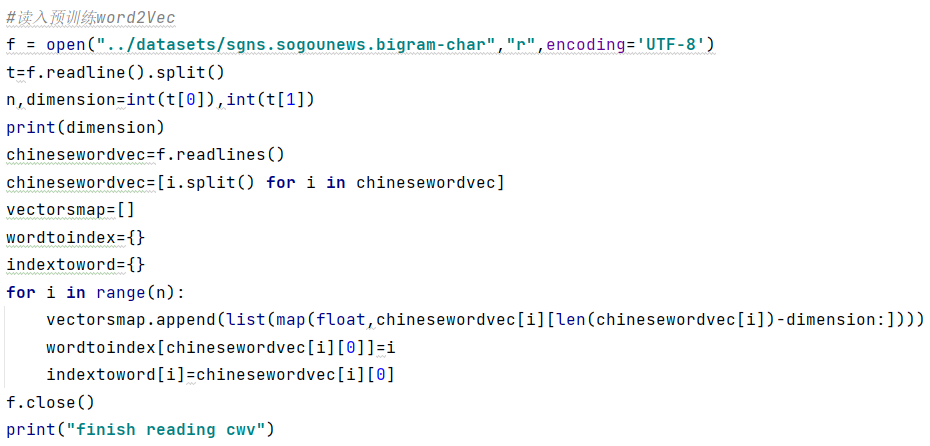 #读入预训练word2Vec
f = open("../datasets/sgns.sogounews.bigram-char","r",encoding='UTF-8')
t=f.readline().split()
n,dimension=int(t[0]),int(t[1])
print(dimension)
chinesewordvec=f.readlines()
chinesewordvec=[i.split() for i in chinesewordvec]
vectorsmap=[]
wordtoindex={}
indextoword={}
for i in range(n):
    vectorsmap.append(list(map(float,chinesewordvec[i][len(chinesewordvec[i])-dimension:])))
    wordtoindex[chinesewordvec[i][0]]=i
    indextoword[i]=chinesewordvec[i][0]
f.close()
print("finish reading cwv")